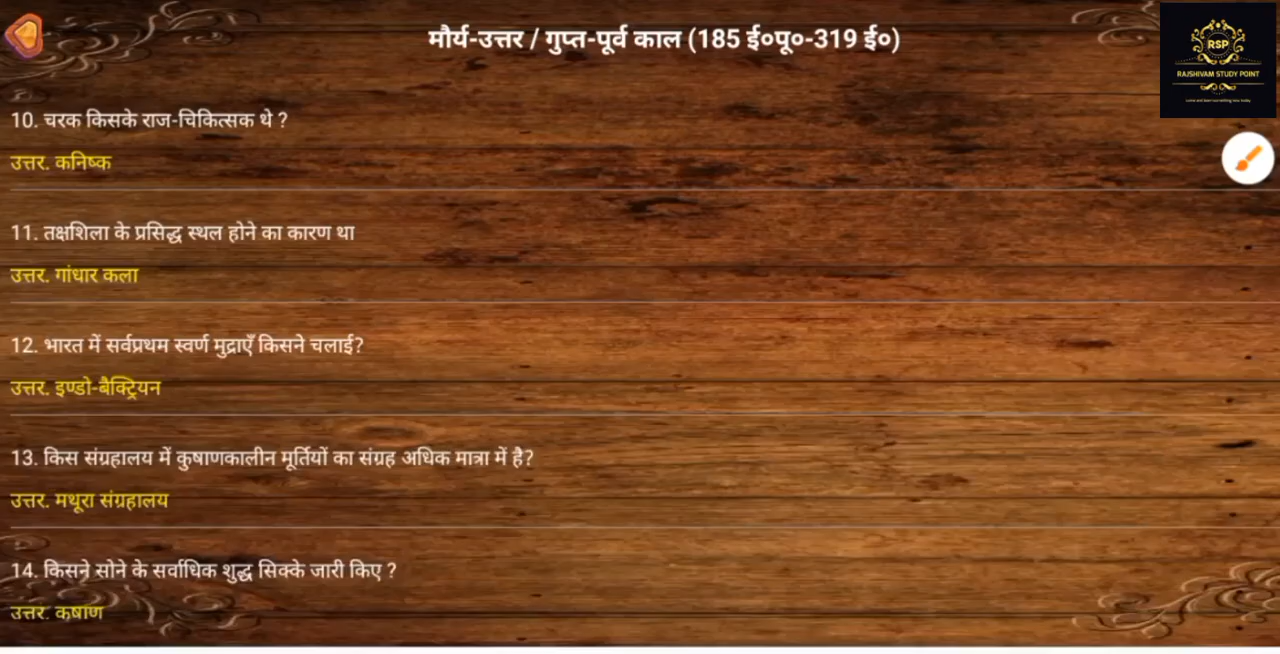 मौर्य-उत्तर / गुप्त-पूर्व काल (185 ई०पू०-319 ई०)
RSP
RAJSHIVAM STUDY POINT
10. चरक किसके राज-चिकित्सक थे ?
उत्तर. कनिष्क
11. तक्षशिला के प्रसिद्ध स्थल होने का कारण था
उत्तर. गांधार कला
12. भारत में सर्वप्रथम स्वर्ण मुद्राएँ किसने चलाई?
उत्तर. इण्डो-बैक्ट्रियन
13. किस संग्रहालय में कुषाणकालीन मूर्तियों का संग्रह अधिक मात्रा में है?
उत्तर. मथूरा संग्रहालय
14. किसने सोने के सर्वाधिक शुद्ध सिक्के जारी किए ?
उत्तर. कषाण